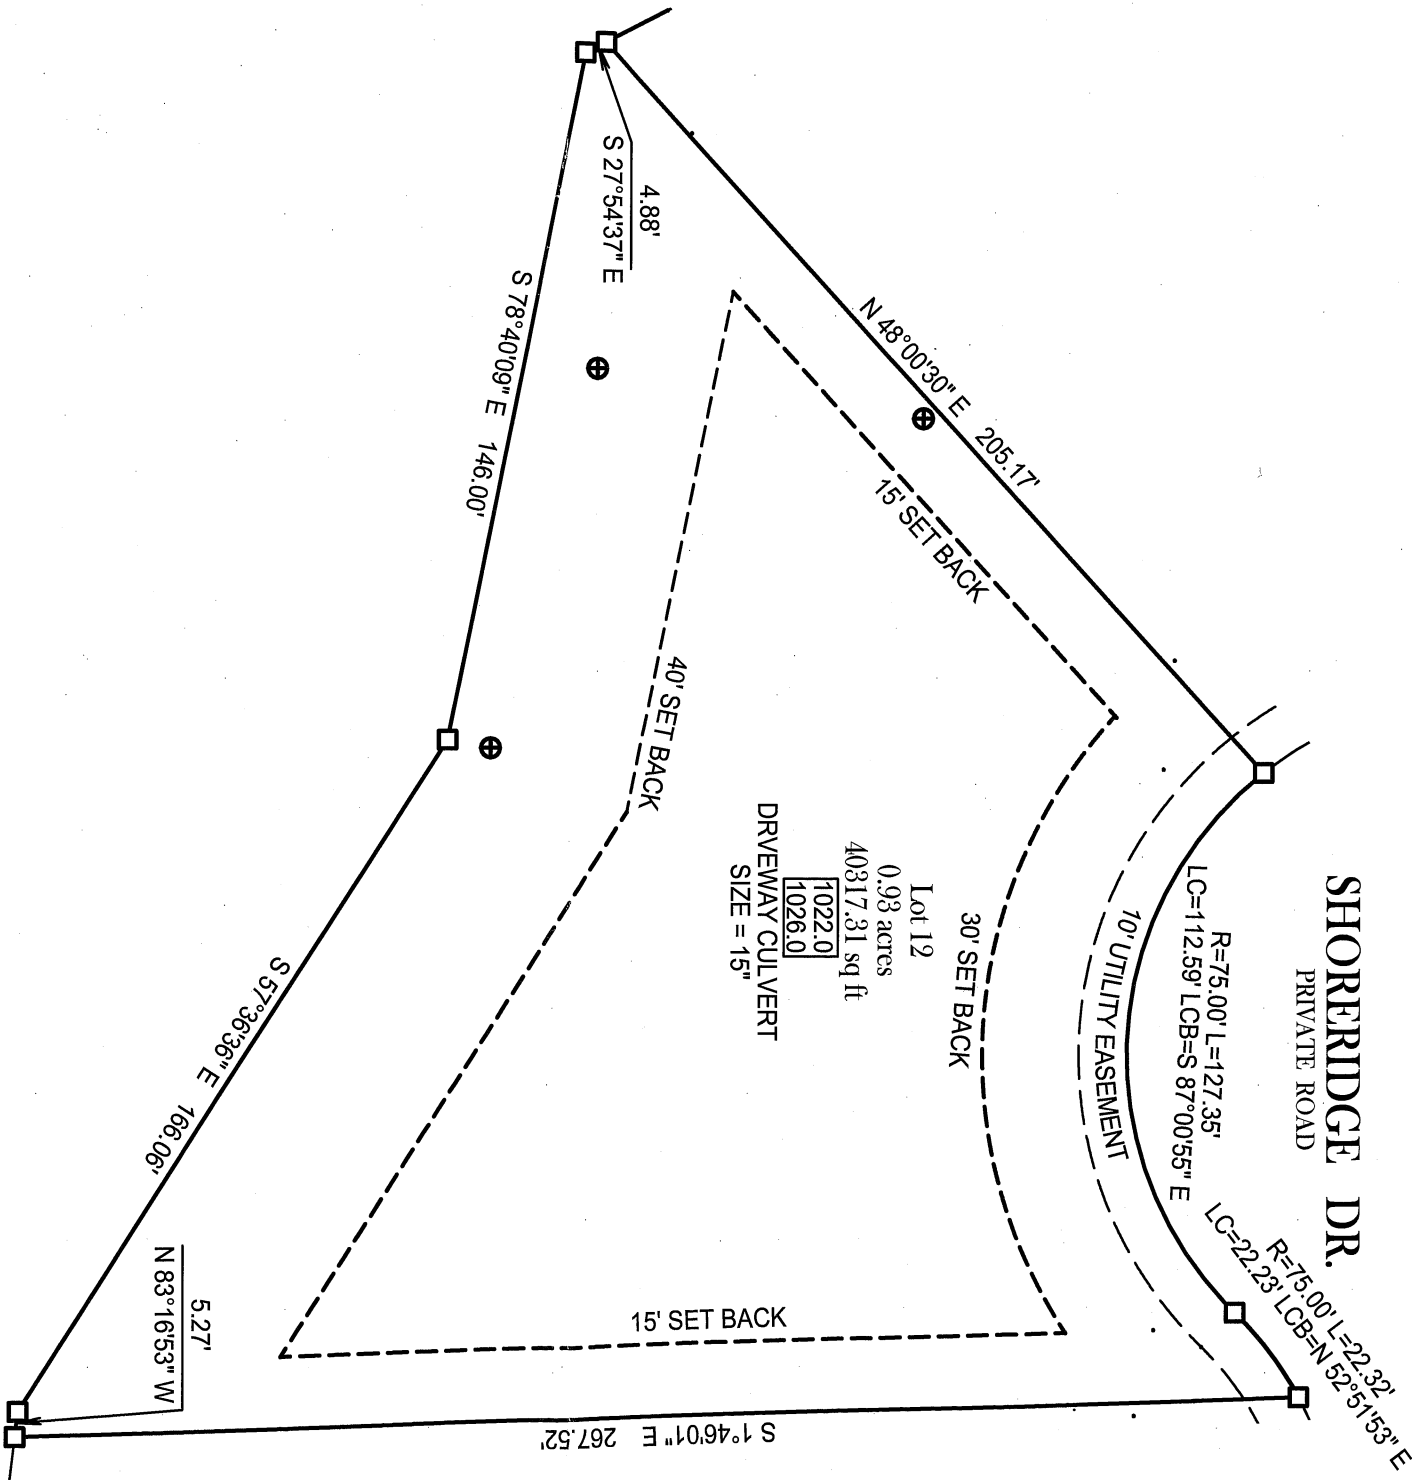 SHORERIDGE DR.
PRIVATE ROAD
R=75.00' L=127.35'
LC=112.59' LCB=S 87°00'55" E
R=75.00' L=22.32'
LC=22.23' LCB=N 52°51'53" E
10' UTILITY EASEMENT
30' SET BACK
N 48°00'30" E 205.17'
15' SET BACK
Lot 12
0.93 acres
40317.31 sq ft
1022.0
1026.0
DRVEWAY CULVERT
SIZE = 15"
40' SET BACK
15' SET BACK
4.88'
S 27°54'37" E
S 78°40'09" E 146.00'
S 57°36'36" E 166.06'
5.27'
N 83°16'53" W
S 1°46'01" E 267.52'